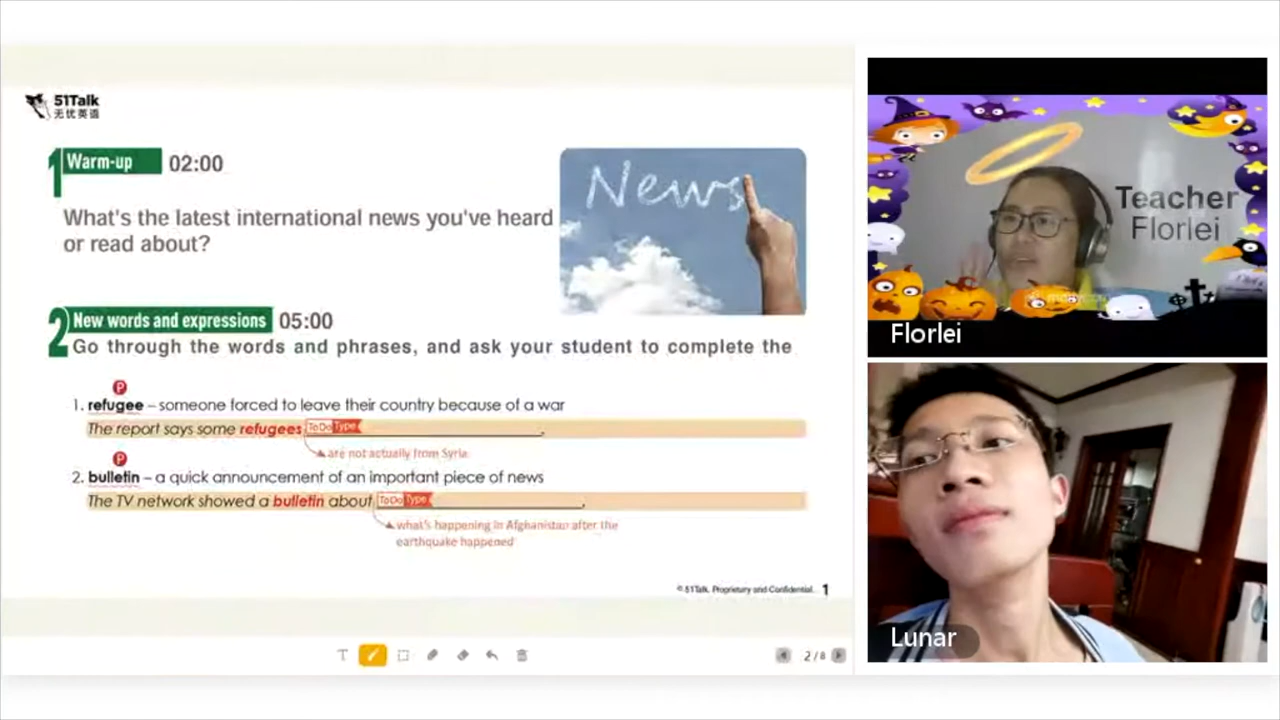 51Talk
无忧英语
1 Warm-up 02:00
What's the latest international news you've heard
or read about?
News
2 New words and expressions 05:00
Go through the words and phrases, and ask your student to complete the
P
1. refugee – someone forced to leave their country because of a war
The report says some refugees ToDo Type ____.
are not actually from Syria
P
2. bulletin – a quick announcement of an important piece of news
The TV network showed a bulletin about ToDo Type ____.
what's happening in Afghanistan after the
earthquake happened
© 51Talk. Proprietary and Confidential. 1
T
2 / 8
Teacher
Florlei
Florlei
Lunar